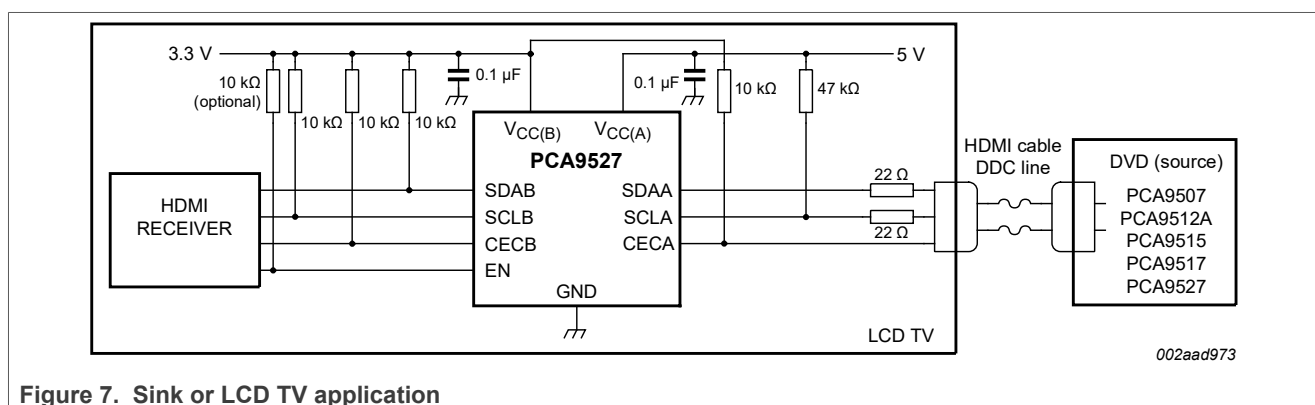 3.3 V
5 V
10 kΩ
(optional)
10 kΩ
10 kΩ
10 kΩ
0.1 μF
0.1 μF
10 kΩ
47 kΩ
VCC(B)
VCC(A)
PCA9527
HDMI
RECEIVER
SDAB
SCLB
CECB
EN
SDAA
SCLA
CECA
GND
22 Ω
22 Ω
HDMI cable
DDC line
DVD (source)
PCA9507
PCA9512A
PCA9515
PCA9517
PCA9527
LCD TV
002aad973
Figure 7. Sink or LCD TV application